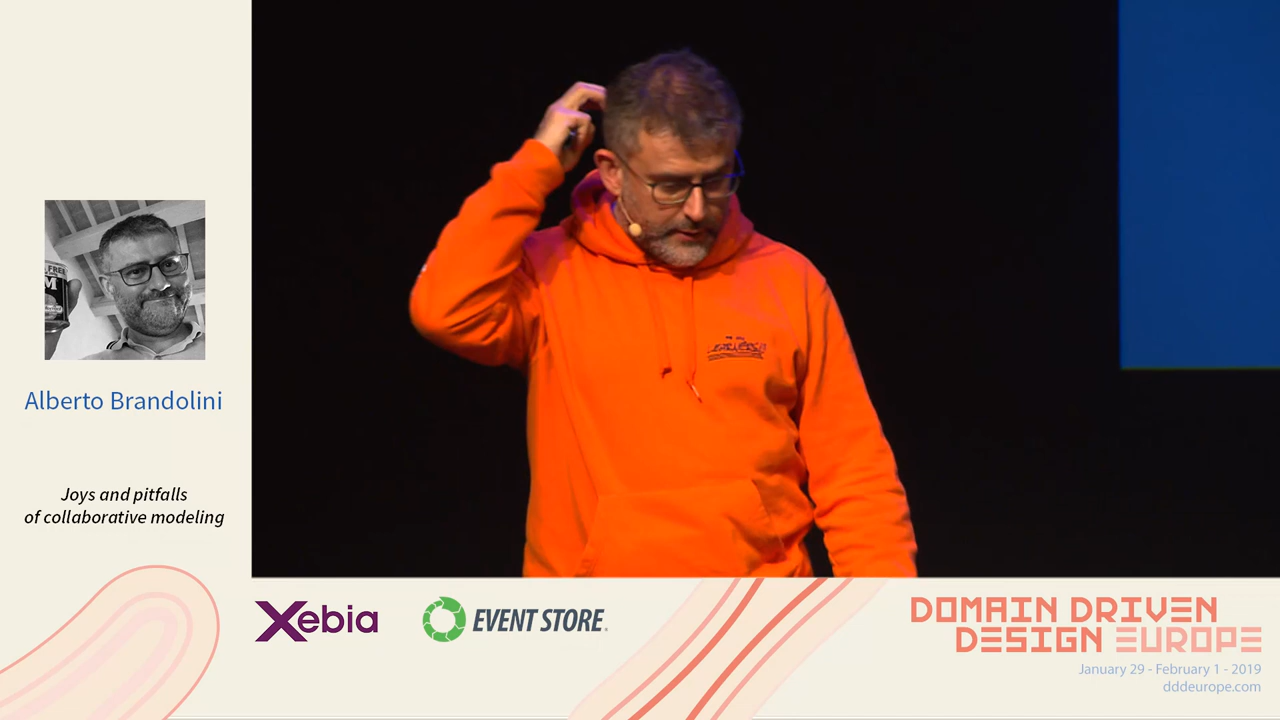 FREE
M
Alberto Brandolini
Joys and pitfalls
of collaborative modeling
Xebia
EVENT STORE.
DOMAIN DRIVEN
DESIGN EUROPE
January 29 - February 1 - 2019
dddeurope.com